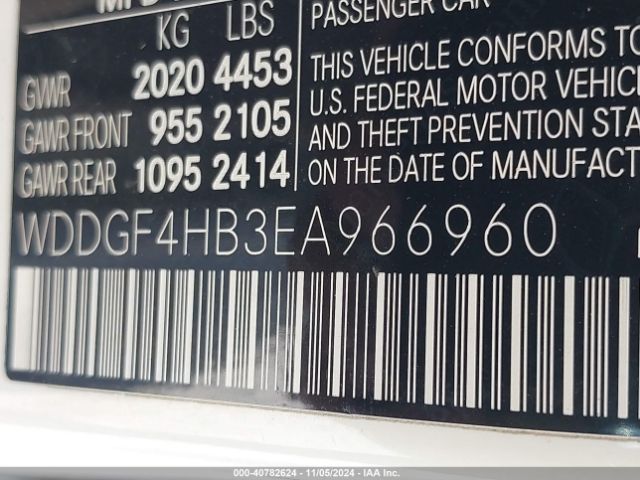 KG LBS
GVWR 2020 4453
GAWR FRONT 955 2105
GAWR REAR 1095 2414
PASSENGER CAR
THIS VEHICLE CONFORMS TO
U.S. FEDERAL MOTOR VEHIC
AND THEFT PREVENTION STA
ON THE DATE OF MANUFACT
WDDGF4HB3EA966960
000-40782624 - 11/05/2024 - IAA Inc.